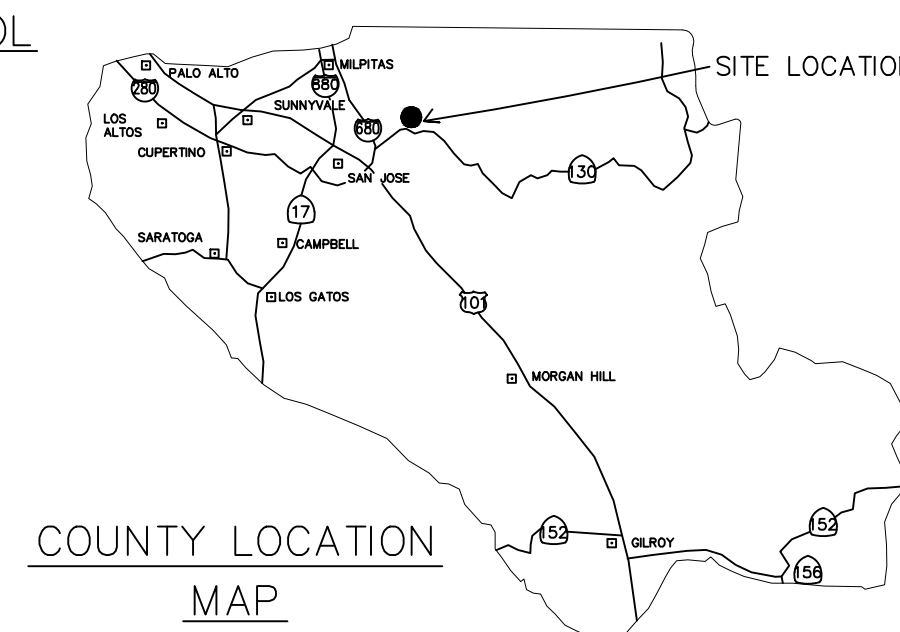 OL
MILPITAS
PALO ALTO
SITE LOCATION
280
880
SUNNYVALE
LOS
ALTOS
680
CUPERTINO
130
SAN JOSE
17
SARATOGA
CAMPBELL
LOS GATOS
101
MORGAN HILL
152
152
GILROY
156
COUNTY LOCATION
MAP